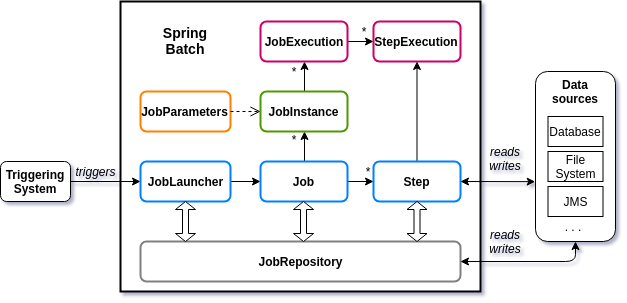 Spring
Batch
JobExecution
*
StepExecution
*
JobParameters
JobInstance
*
Triggering
System
triggers
JobLauncher
Job
*
Step
reads
writes
JobRepository
reads
writes
Data
sources
Database
File
System
JMS
. . .